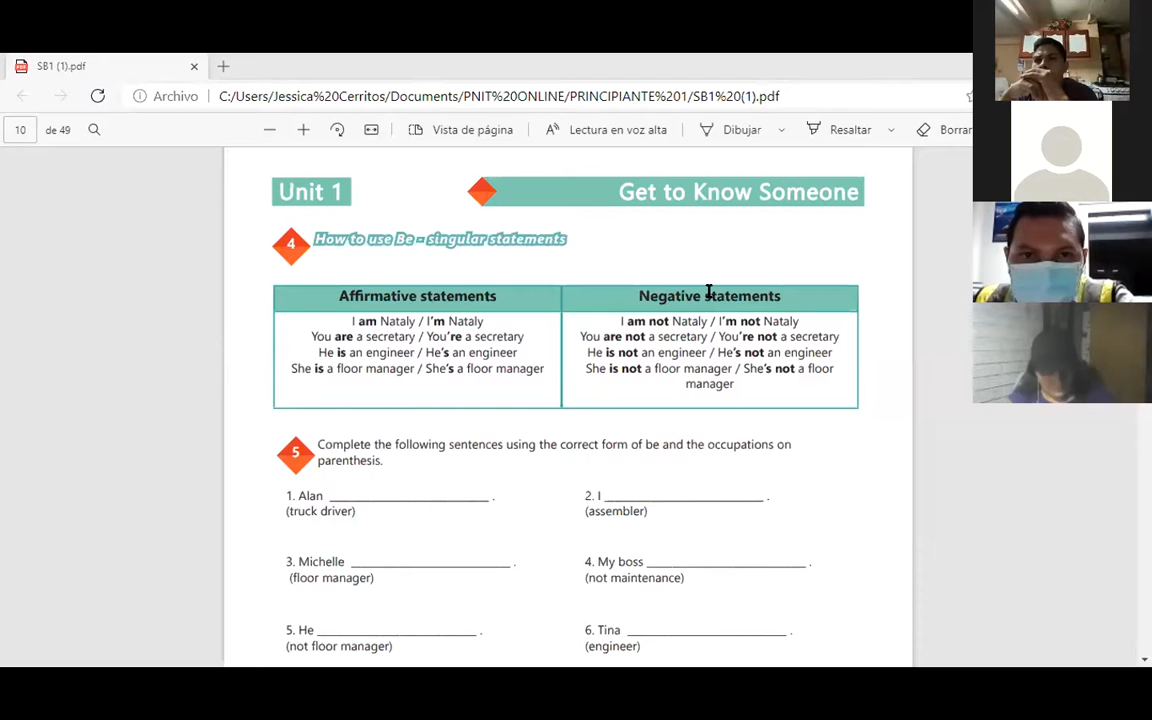 SB1 (1).pdf
Archivo C:/Users/Jessica%20Cerritos/Documents/PNIT%20ONLINE/PRINCIPIANTE%201/SB1%20(1).pdf
10 de 49 Vista de página Lectura en voz alta Dibujar Resaltar Borrar
Unit 1 Get to Know Someone
4 How to use Be - singular statements
Affirmative statements
I am Nataly / I'm Nataly
You are a secretary / You're a secretary
He is an engineer / He's an engineer
She is a floor manager / She's a floor manager
Negative statements
I am not Nataly / I'm not Nataly
You are not a secretary / You're not a secretary
He is not an engineer / He's not an engineer
She is not a floor manager / She's not a floor
manager
5 Complete the following sentences using the correct form of be and the occupations on
parenthesis.
1. Alan ____________________ .
(truck driver)
2. I ____________________ .
(assembler)
3. Michelle ____________________ .
(floor manager)
4. My boss ____________________ .
(not maintenance)
5. He ____________________ .
(not floor manager)
6. Tina ____________________ .
(engineer)